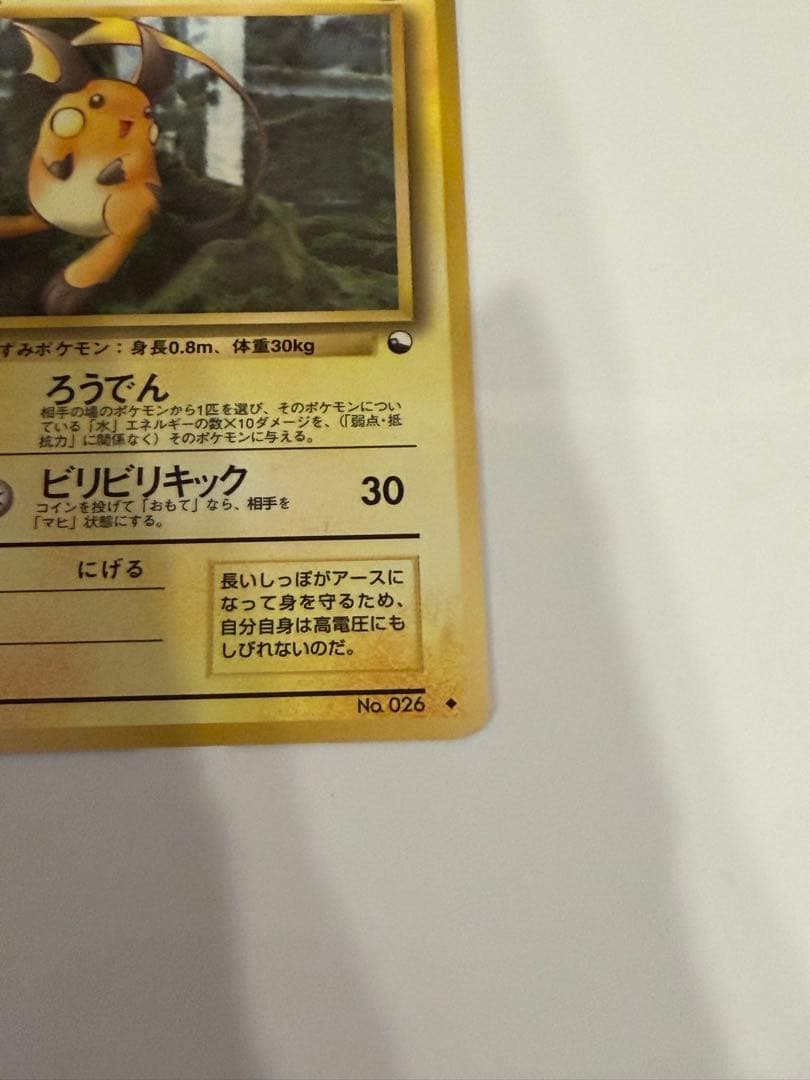 ずみポケモン：身長0.8m、体重30kg
ろうでん
相手の場のポケモンから1匹を選び、そのポケモンについ
ている「水」エネルギーの数×10ダメージを、（「弱点・抵
抗力」に関係なく）そのポケモンに与える。
ビリビリキック
30
コインを投げて「おもて」なら、相手を
「マヒ」状態にする。
にげる
長いしっぽがアースに
なって身を守るため、
自分自身は高電圧にも
しびれないのだ。
No. 026 ◆